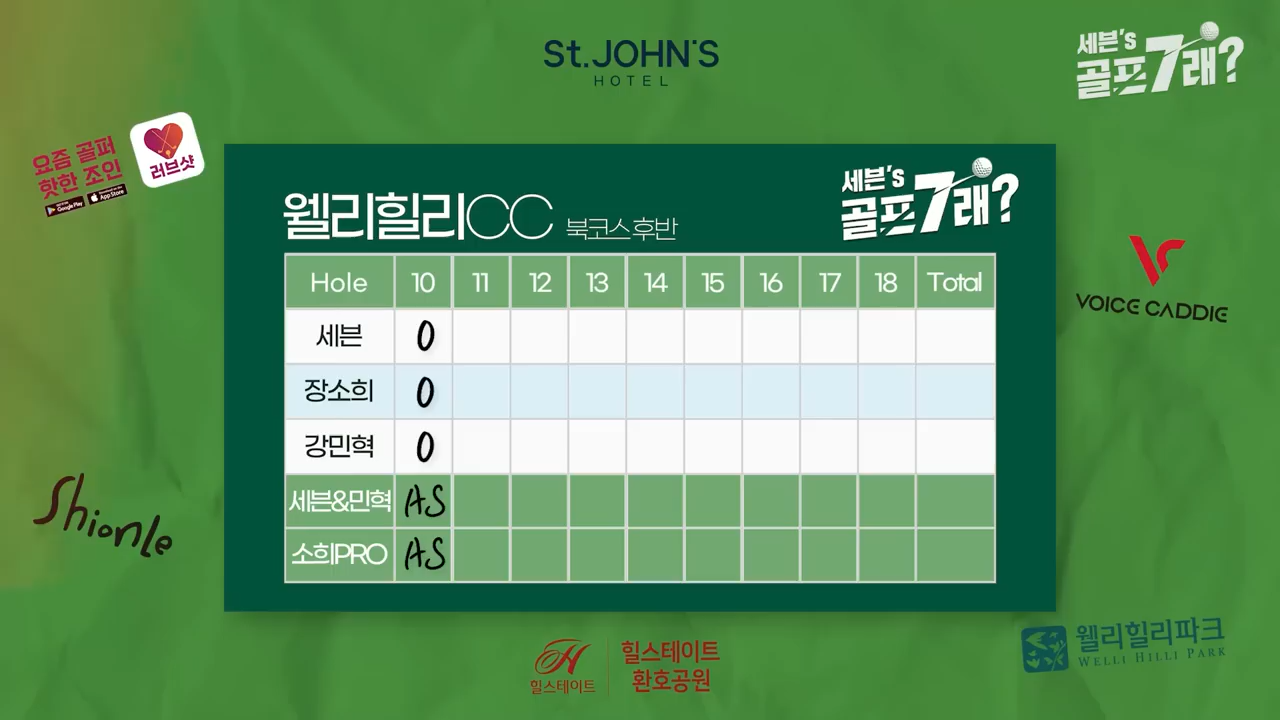 St.JOHN'S
HOTEL
세븐's
골프7래?
요즘 골퍼
핫한 조인
러브샷
Google Play
App Store
세븐's
골프7래?
웰리힐리CC 북코스 후반
Hole 10 11 12 13 14 15 16 17 18 Total
세븐 0
장소희 0
강민혁 0
세븐&민혁 AS
소희PRO AS
VOICE CADDIE
Shionle
힐스테이트
힐스테이트
환호공원
웰리힐리파크
WELLI HILLI PARK